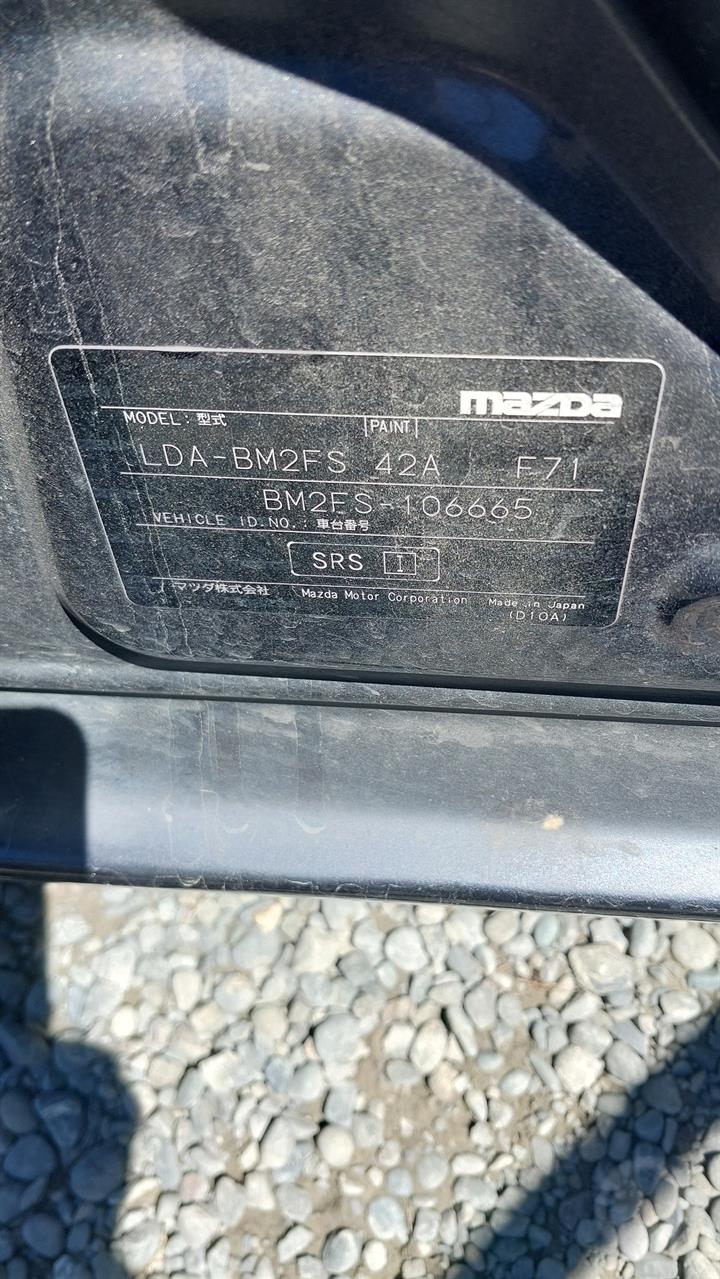 mazda
MODEL : 型式 PAINT
LDA-BM2FS 42A F71
BM2FS-106665
VEHICLE ID.NO. : 車台番号
SRS I
マツダ株式会社 Mazda Motor Corporation Made in Japan
(D10A)